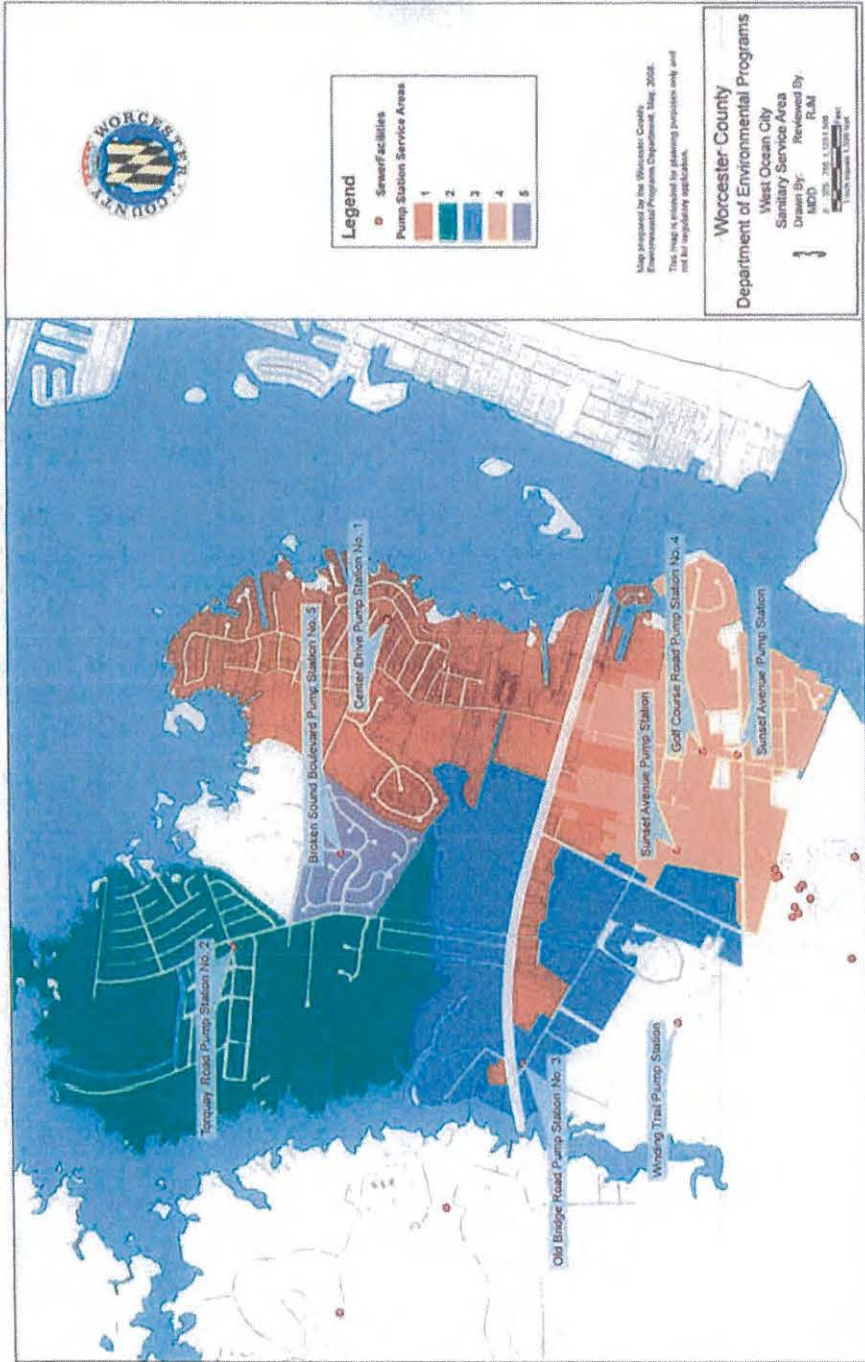 WORCESTER
COUNTY
Legend
Sewer Facilities
Pump Station Service Areas
1
2
3
4
5
Map prepared by the Worcester County
Environmental Programs Department, May, 2008.
This map is intended for planning purposes only and
not for regulatory application.
Worcester County
Department of Environmental Programs
West Ocean City
Sanitary Service Area
Drawn By: Reviewed By:
MDD RJM
Feet
Torquay Road Pump Station No. 2
Broken Sound Boulevard Pump Station No. 5
Center Drive Pump Station No. 1
Old Bridge Road Pump Station No. 3
Winding Trail Pump Station
Sunset Avenue Pump Station
Golf Course Road Pump Station No. 4
Sunset Avenue Pump Station